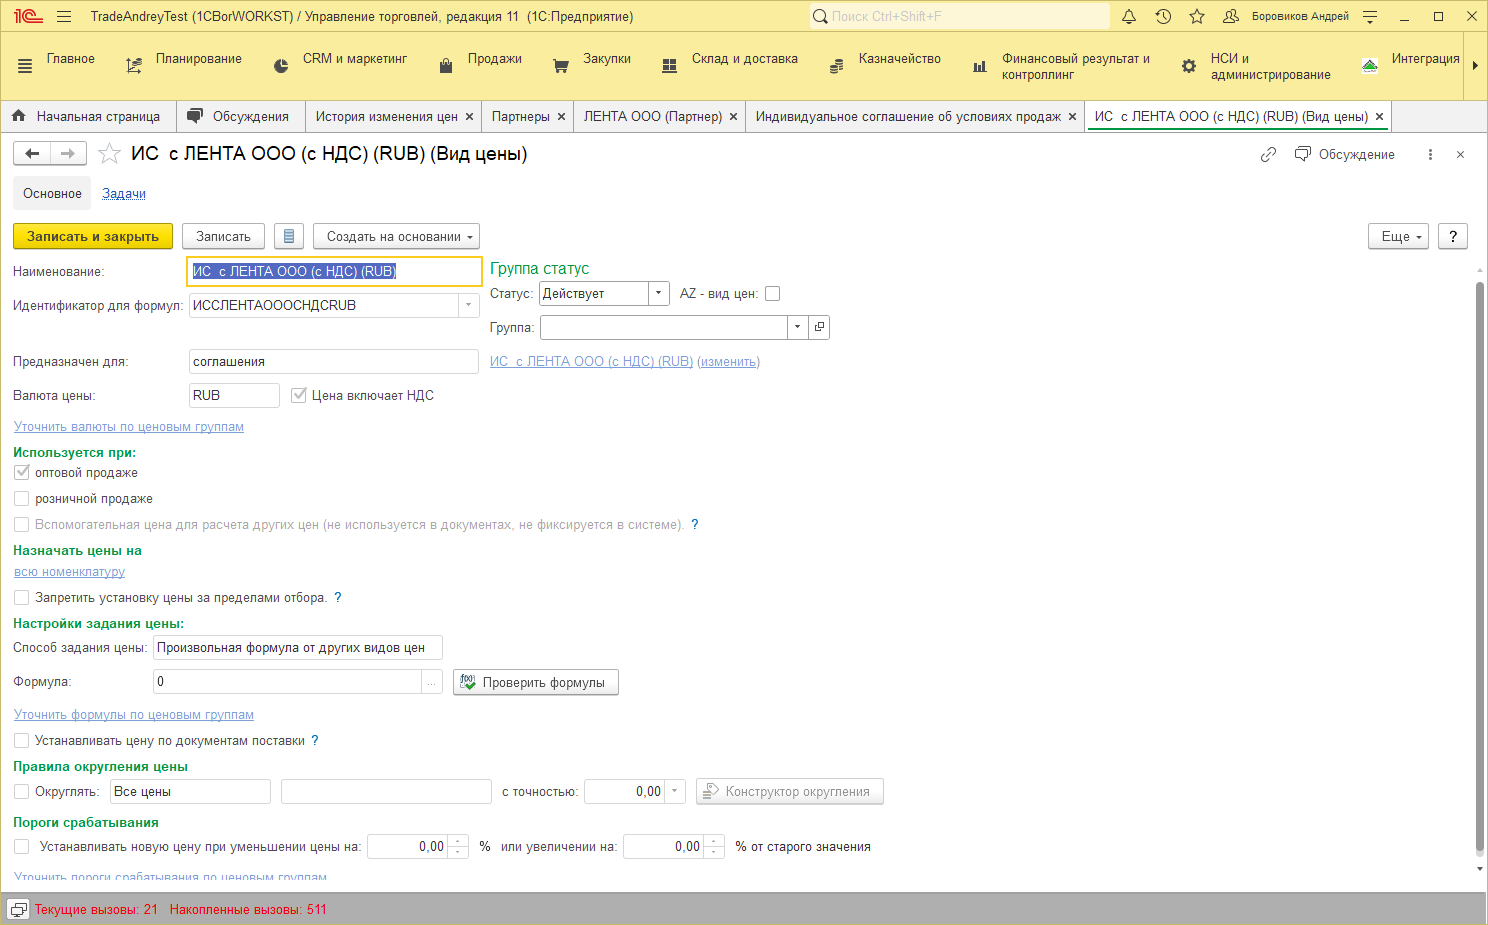 TradeAndreyTest (1CBorWORKST) / Управление торговлей, редакция 11 (1С:Предприятие)
Поиск Ctrl+Shift+F
Боровиков Андрей
Главное
Планирование
CRM и маркетинг
Продажи
Закупки
Склад и доставка
Казначейство
Финансовый результат и контроллинг
НСИ и администрирование
Интеграция
Начальная страница
Обсуждения
История изменения цен
Партнеры
ЛЕНТА ООО (Партнер)
Индивидуальное соглашение об условиях продаж
ИС с ЛЕНТА ООО (с НДС) (RUB) (Вид цены)
ИС с ЛЕНТА ООО (с НДС) (RUB) (Вид цены)
Обсуждение
Основное
Задачи
Записать и закрыть
Записать
Создать на основании
Еще
?
Наименование: ИС с ЛЕНТА ООО (с НДС) (RUB)
Группа статус
Статус: Действует AZ - вид цен:
Идентификатор для формул: ИССЛЕНТАОООСНДСRUB
Группа:
Предназначен для: соглашения
ИС с ЛЕНТА ООО (с НДС) (RUB) (изменить)
Валюта цены: RUB Цена включает НДС
Уточнить валюты по ценовым группам
Используется при:
оптовой продаже
розничной продаже
Вспомогательная цена для расчета других цен (не используется в документах, не фиксируется в системе). ?
Назначать цены на
всю номенклатуру
Запретить установку цены за пределами отбора. ?
Настройки задания цены:
Способ задания цены: Произвольная формула от других видов цен
Формула: 0 ... Проверить формулы
Уточнить формулы по ценовым группам
Устанавливать цену по документам поставки ?
Правила округления цены
Округлять: Все цены с точностью: 0,00 Конструктор округления
Пороги срабатывания
Устанавливать новую цену при уменьшении цены на: 0,00 % или увеличении на: 0,00 % от старого значения
Уточнить пороги срабатывания по ценовым группам
Текущие вызовы: 21 Накопленные вызовы: 511